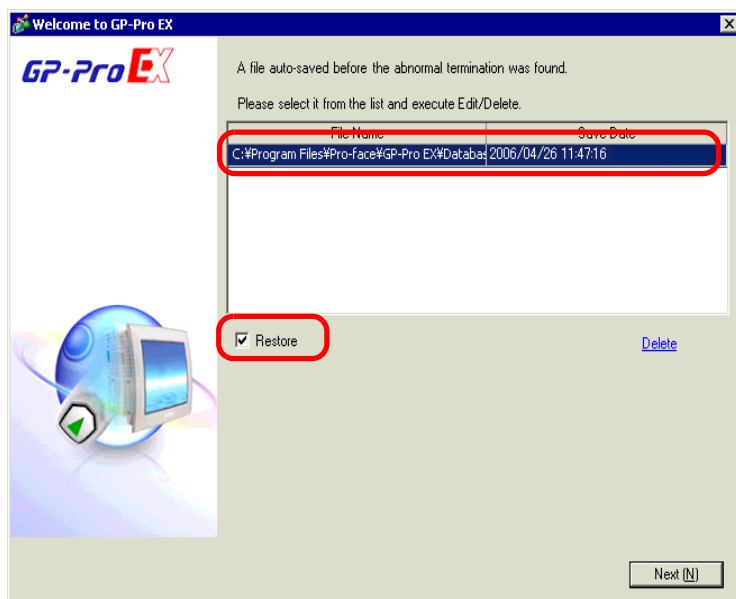 Welcome to GP-Pro EX
GP-Pro EX
A file auto-saved before the abnormal termination was found.
Please select it from the list and execute Edit/Delete.
File Name Save Date
C:¥Program Files¥Pro-face¥GP-Pro EX¥Databas 2006/04/26 11:47:16
Restore
Delete
Next (N)